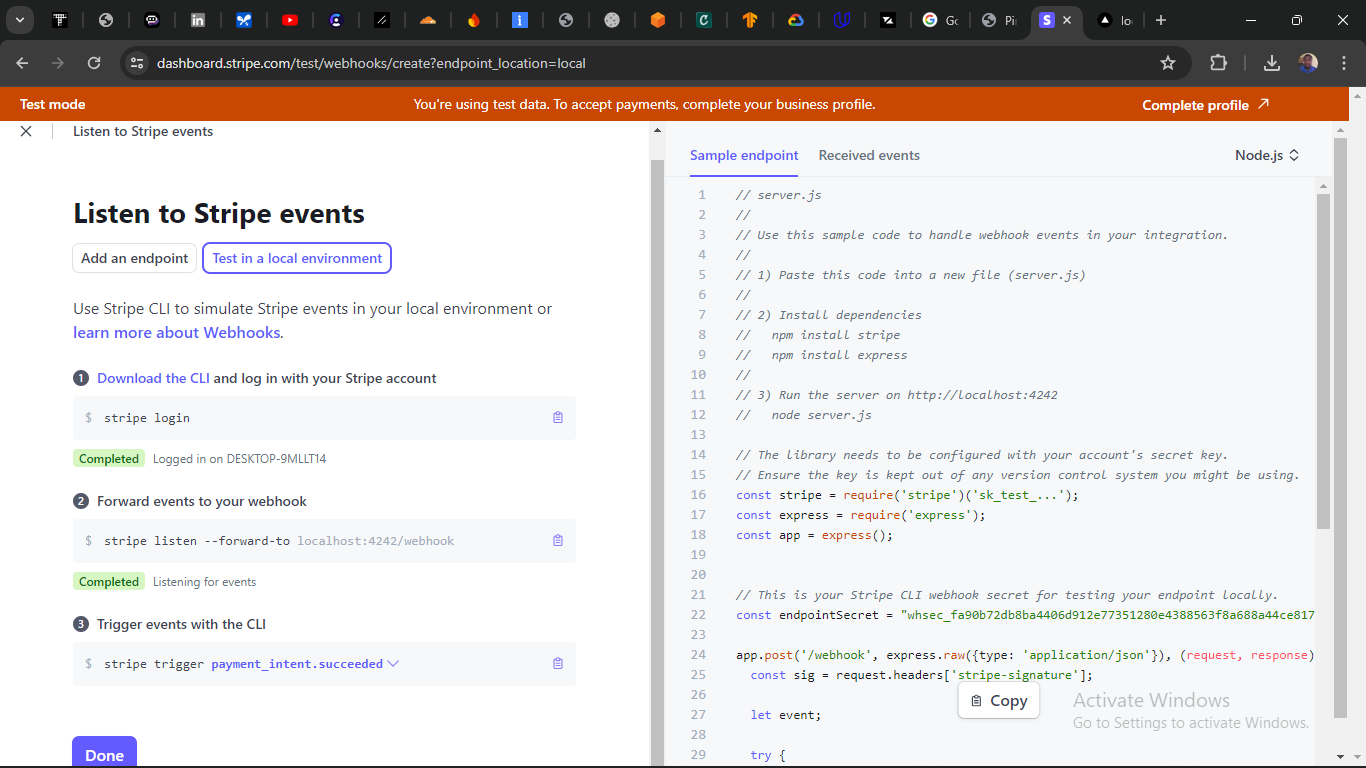 Gc
Pi
S
lo
dashboard.stripe.com/test/webhooks/create?endpoint_location=local
Test mode
You're using test data. To accept payments, complete your business profile.
Complete profile
Listen to Stripe events
Listen to Stripe events
Add an endpoint
Test in a local environment
Use Stripe CLI to simulate Stripe events in your local environment or
learn more about Webhooks.
1 Download the CLI and log in with your Stripe account
$ stripe login
Completed Logged in on DESKTOP-9MLLT14
2 Forward events to your webhook
$ stripe listen --forward-to localhost:4242/webhook
Completed Listening for events
3 Trigger events with the CLI
$ stripe trigger payment_intent.succeeded
Done
Sample endpoint
Received events
Node.js
1 // server.js
2 //
3 // Use this sample code to handle webhook events in your integration.
4 //
5 // 1) Paste this code into a new file (server.js)
6 //
7 // 2) Install dependencies
8 //   npm install stripe
9 //   npm install express
10 //
11 // 3) Run the server on http://localhost:4242
12 //   node server.js
13
14 // The library needs to be configured with your account's secret key.
15 // Ensure the key is kept out of any version control system you might be using.
16 const stripe = require('stripe')('sk_test_...');
17 const express = require('express');
18 const app = express();
19
20
21 // This is your Stripe CLI webhook secret for testing your endpoint locally.
22 const endpointSecret = "whsec_fa90b72db8ba4406d912e77351280e4388563f8a688a44ce817
23
24 app.post('/webhook', express.raw({type: 'application/json'}), (request, response)
25   const sig = request.headers['stripe-signature'];
26
27   let event;
28
29   try {
Copy
Activate Windows
Go to Settings to activate Windows.